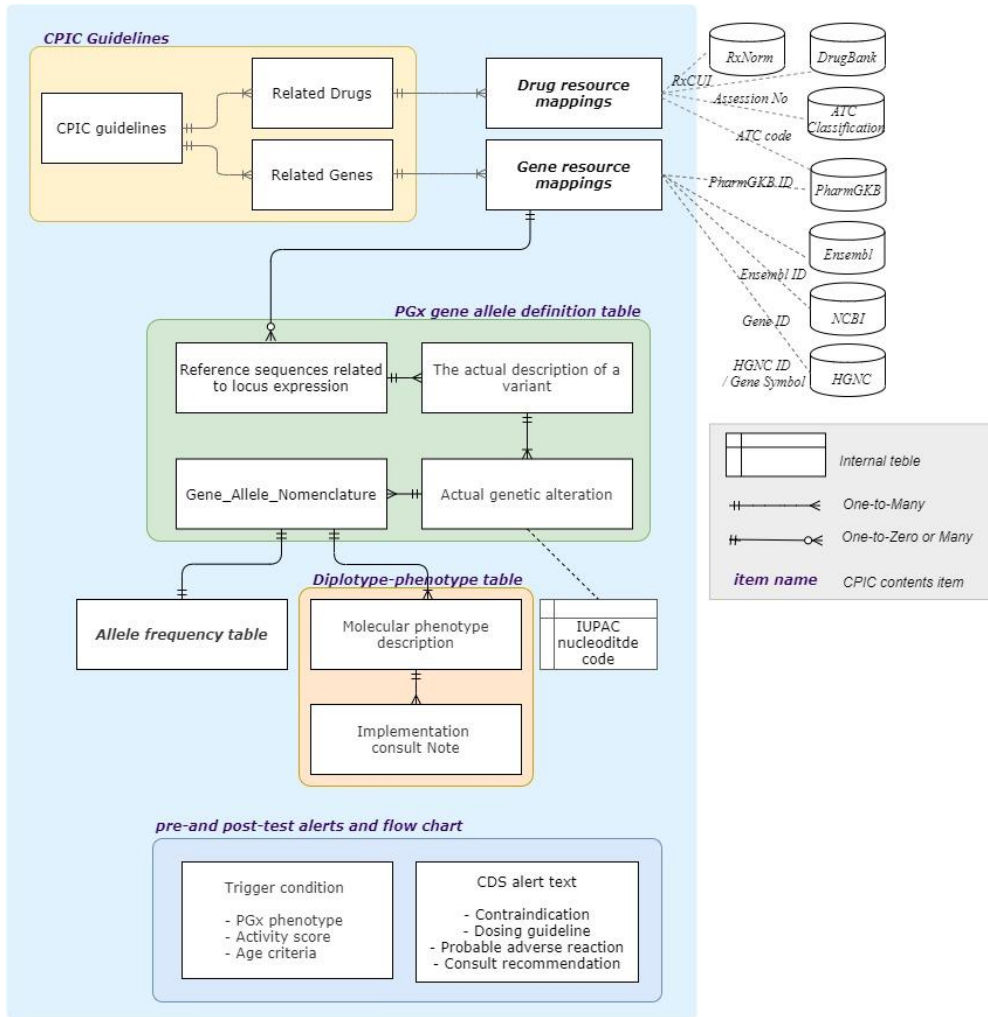 CPIC Guidelines
CPIC guidelines
Related Drugs
Related Genes
Drug resource
mappings
Gene resource
mappings
RxNorm
DrugBank
RxCUI
Assession No
ATC
Classification
ATC code
PharmGKB ID
PharmGKB
Ensembl
Ensembl ID
NCBI
Gene ID
HGNC ID
/ Gene Symbol
HGNC
PGx gene allele definition table
Reference sequences related
to locus expression
The actual description of a
variant
Gene_Allele_Nomenclature
Actual genetic alteration
Internal teble
One-to-Many
One-to-Zero or Many
item name
CPIC contents item
Diplotype-phenotype table
Allele frequency table
Molecular phenotype
description
IUPAC
nucleoditde
code
Implementation
consult Note
pre-and post-test alerts and flow chart
Trigger condition
- PGx phenotype
- Activity score
- Age criteria
CDS alert text
- Contraindication
- Dosing guideline
- Probable adverse reaction
- Consult recommendation